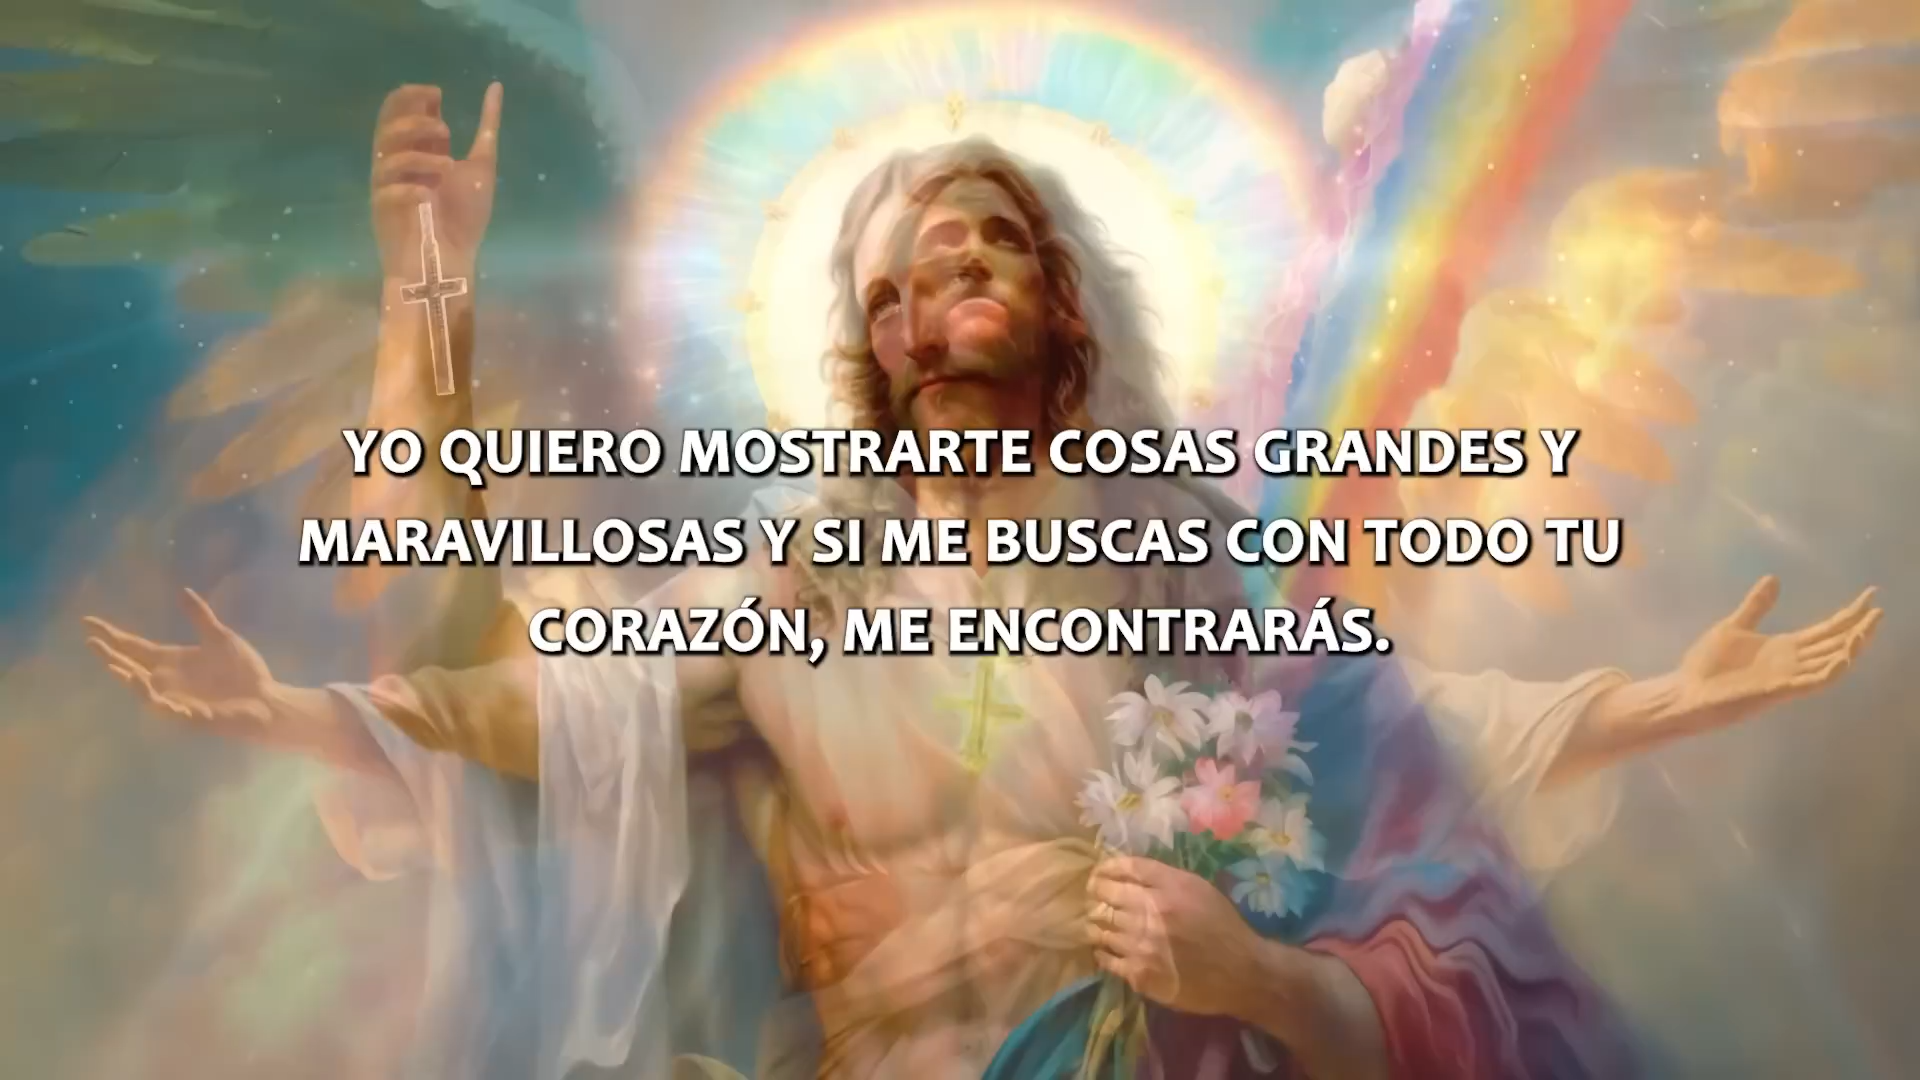 YO QUIERO MOSTRARTE COSAS GRANDES Y
MARAVILLOSAS Y SI ME BUSCAS CON TODO TU
CORAZÓN, ME ENCONTRARÁS.